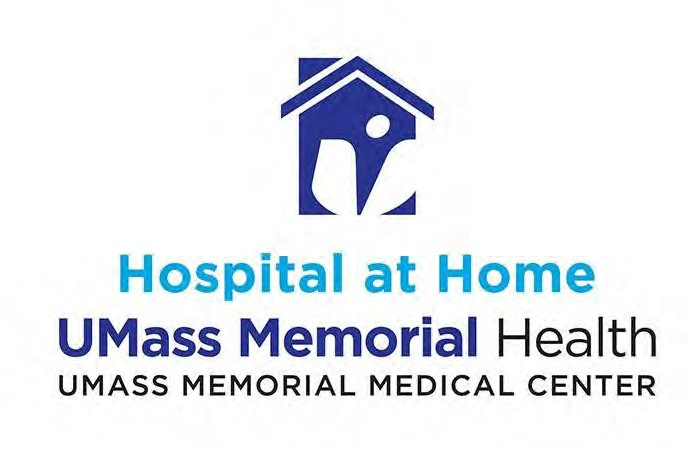 Hospital at Home
UMass Memorial Health
UMASS MEMORIAL MEDICAL CENTER